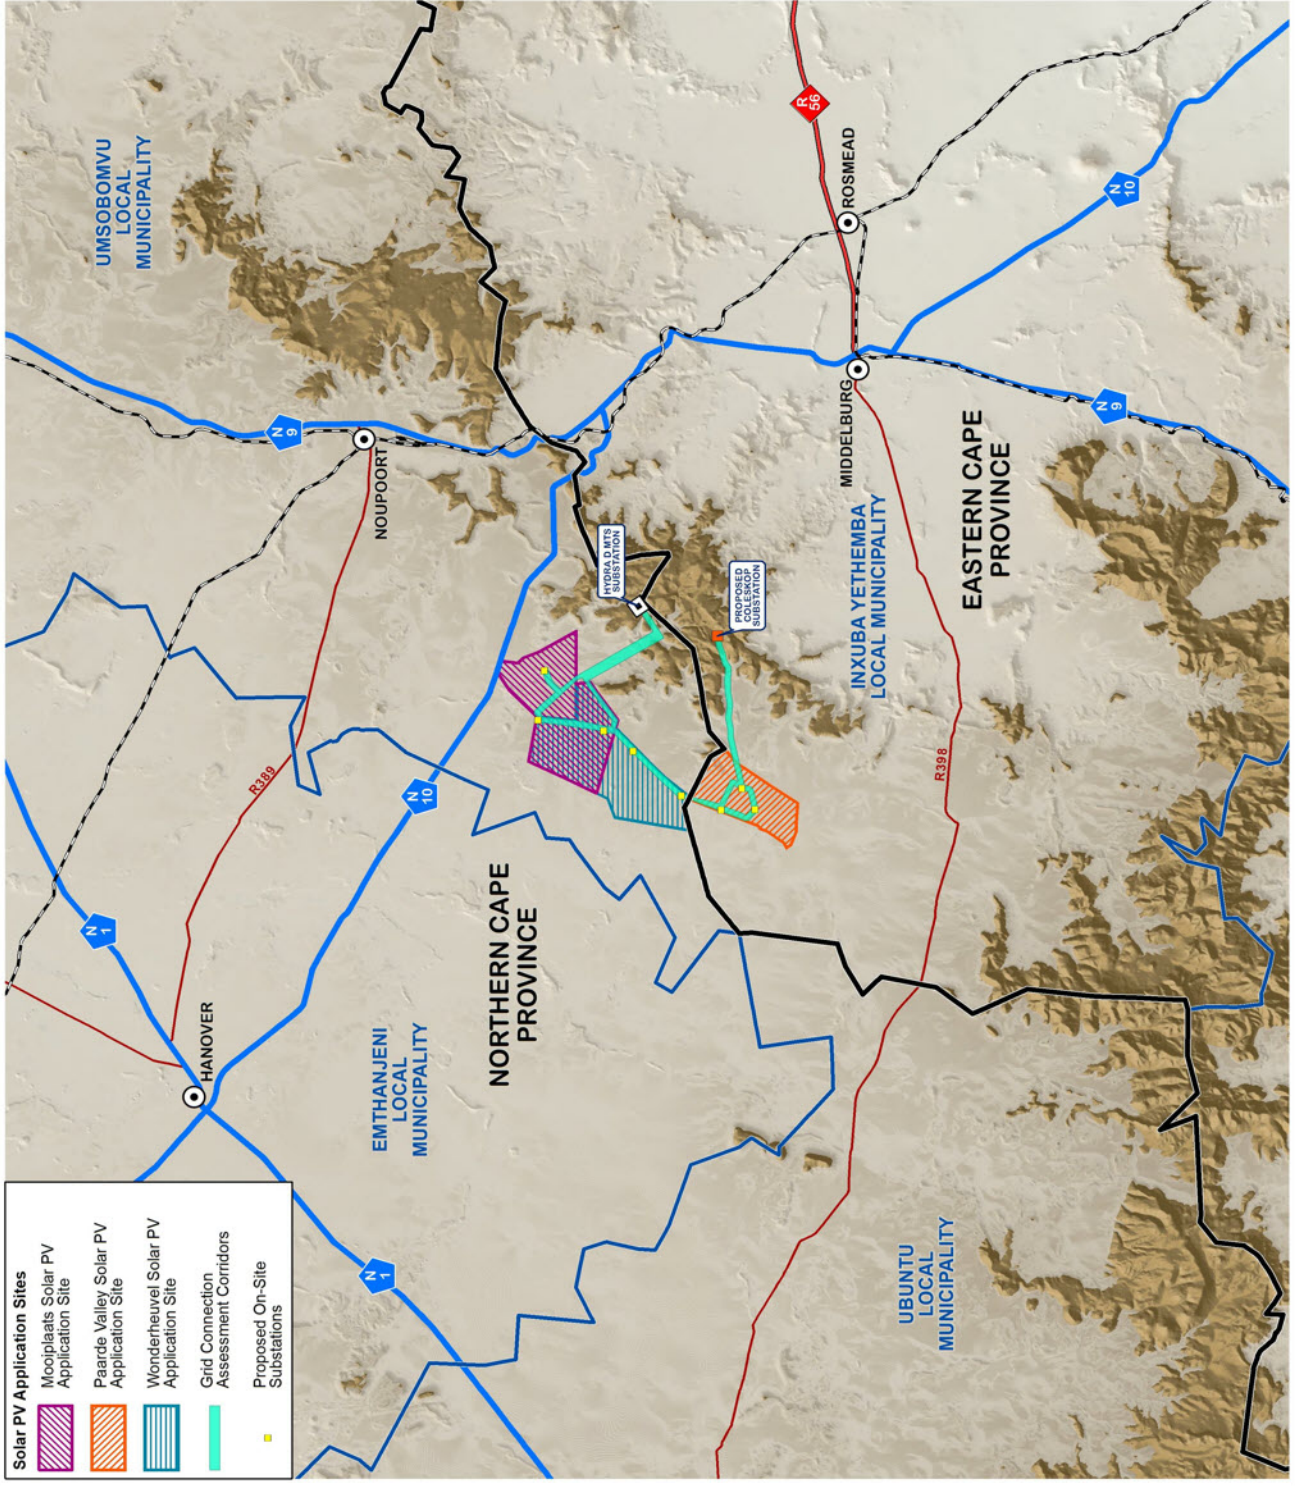 Solar PV Application Sites
Mooiplaats Solar PV
Application Site
Paarde Valley Solar PV
Application Site
Wonderheuvel Solar PV
Application Site
Grid Connection
Assessment Corridors
Proposed On-Site
Substations
HANOVER
N
1
N
1
N
10
R389
NOUPOORT
N
9
UMSOBOMVU
LOCAL
MUNICIPALITY
EMTHANJENI
LOCAL
MUNICIPALITY
NORTHERN CAPE
PROVINCE
HYDRA D MTS
SUBSTATION
PROPOSED
COLESKOP
SUBSTATION
R
56
ROSMEAD
MIDDELBURG
N
10
N
9
INXUBA YETHEMBA
LOCAL MUNICIPALITY
EASTERN CAPE
PROVINCE
R398
UBUNTU
LOCAL
MUNICIPALITY